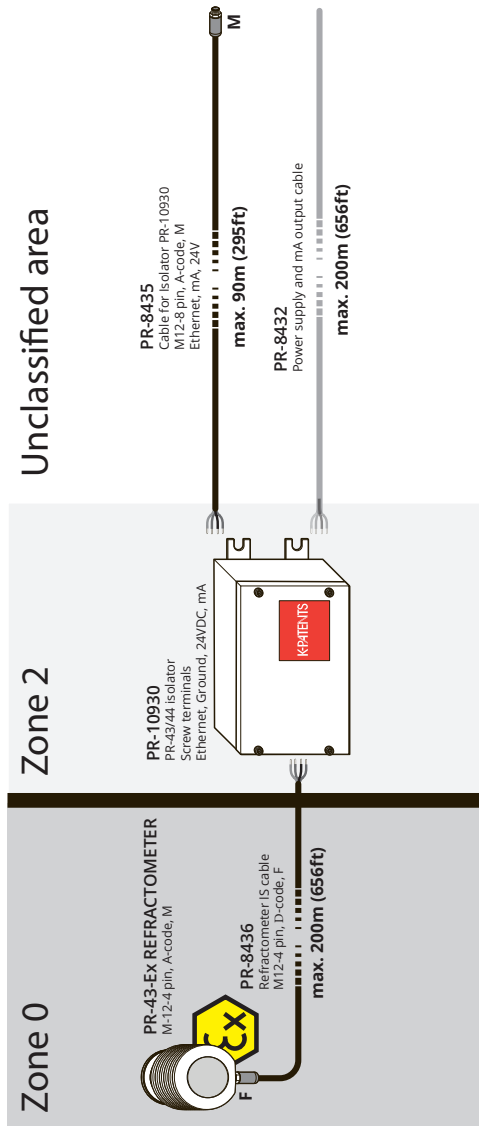 Zone 0
PR-43-Ex REFRACTOMETER
M-12-4 pin, A-code, M
Ex
F
PR-8436
Refractometer IS cable
M12-4 pin, D-code, F
max. 200m (656ft)
Zone 2
PR-10930
PR-43/44 isolator
Screw terminals
Ethernet, Ground, 24VDC, mA
K-PATENTS
Unclassified area
PR-8435
Cable for Isolator PR-10930
M12-8 pin, A-code, M
Ethernet, mA, 24V
max. 90m (295ft)
M
PR-8432
Power supply and mA output cable
max. 200m (656ft)